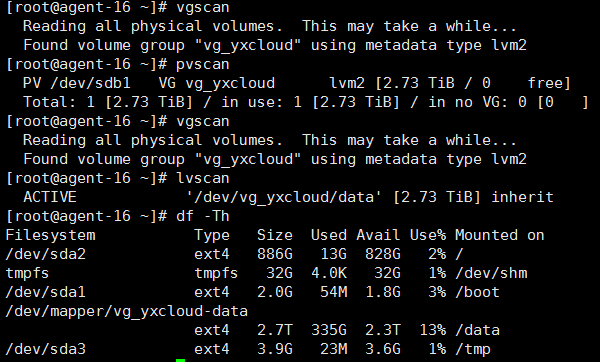 [root@agent-16 ~]# vgscan
  Reading all physical volumes.  This may take a while...
  Found volume group "vg_yxcloud" using metadata type lvm2
[root@agent-16 ~]# pvscan
  PV /dev/sdb1   VG vg_yxcloud      lvm2 [2.73 TiB / 0    free]
  Total: 1 [2.73 TiB] / in use: 1 [2.73 TiB] / in no VG: 0 [0   ]
[root@agent-16 ~]# vgscan
  Reading all physical volumes.  This may take a while...
  Found volume group "vg_yxcloud" using metadata type lvm2
[root@agent-16 ~]# lvscan
  ACTIVE            '/dev/vg_yxcloud/data' [2.73 TiB] inherit
[root@agent-16 ~]# df -Th
Filesystem           Type   Size  Used Avail Use% Mounted on
/dev/sda2            ext4   886G   13G  828G   2% /
tmpfs                tmpfs   32G  4.0K   32G   1% /dev/shm
/dev/sda1            ext4   2.0G   54M  1.8G   3% /boot
/dev/mapper/vg_yxcloud-data
                     ext4   2.7T  335G  2.3T  13% /data
/dev/sda3            ext4   3.9G   23M  3.6G   1% /tmp